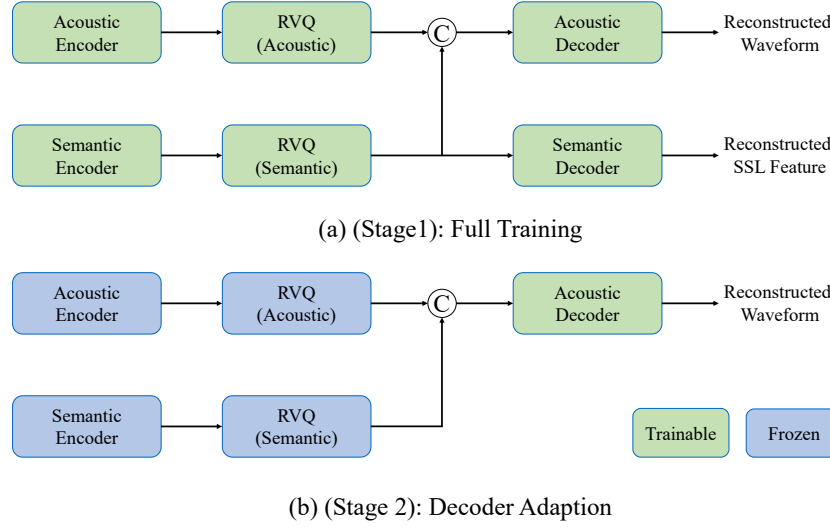 Acoustic
Encoder
RVQ
(Acoustic)
C
Acoustic
Decoder
Reconstructed
Waveform
Semantic
Encoder
RVQ
(Semantic)
Semantic
Decoder
Reconstructed
SSL Feature
(a) (Stage1): Full Training
Acoustic
Encoder
RVQ
(Acoustic)
C
Acoustic
Decoder
Reconstructed
Waveform
Semantic
Encoder
RVQ
(Semantic)
Trainable
Frozen
(b) (Stage 2): Decoder Adaption